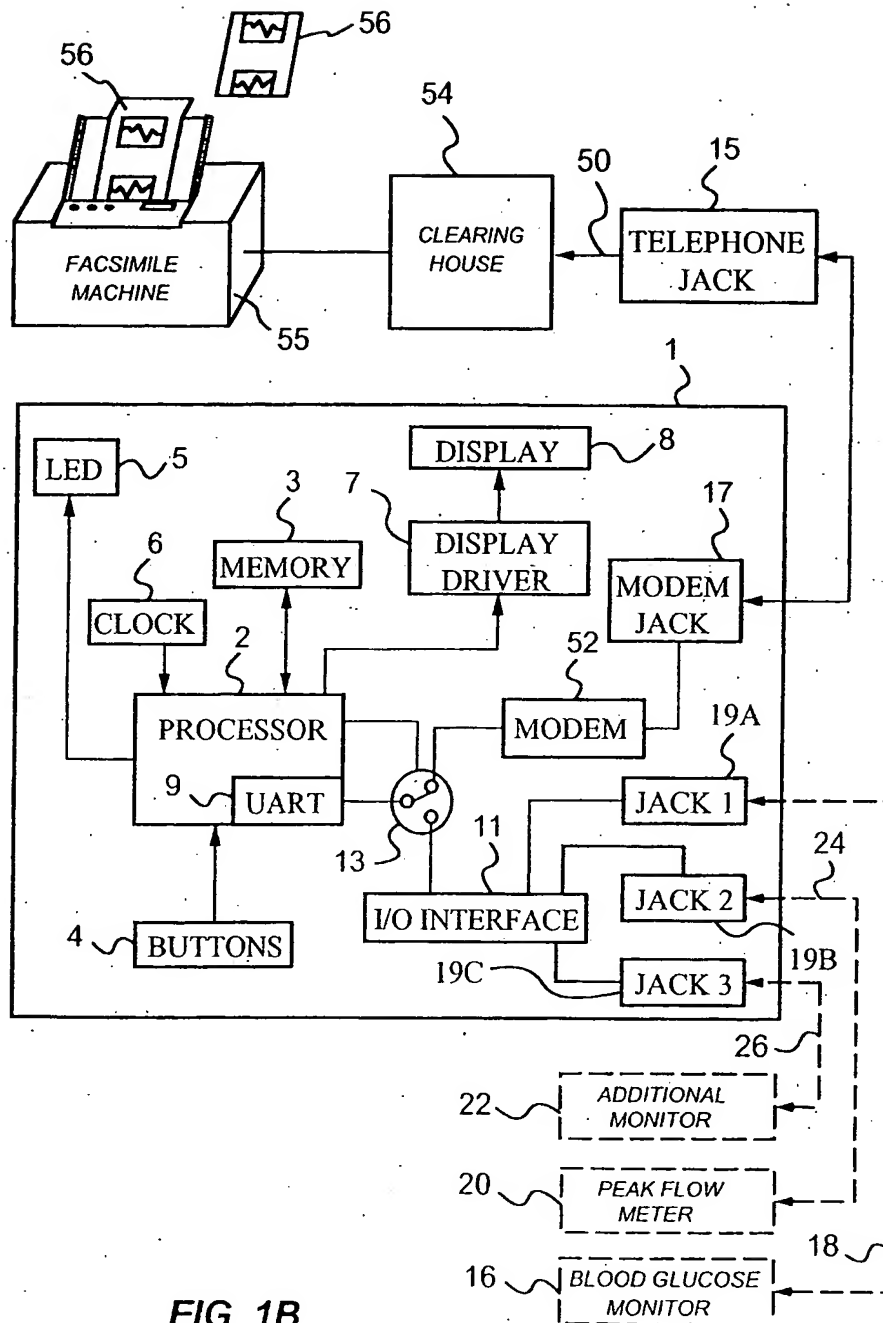 56
56
54
50
15
CLEARING
HOUSE
TELEPHONE
JACK
FACSIMILE
MACHINE
55
1
LED
5
DISPLAY
8
7
3
17
6
MEMORY
DISPLAY
DRIVER
MODEM
JACK
CLOCK
2
52
PROCESSOR
MODEM
19A
9
UART
JACK 1
13
11
24
I/O INTERFACE
JACK 2
4
BUTTONS
19B
19C
JACK 3
26
22
ADDITIONAL
MONITOR
20
PEAK FLOW
METER
18
16
BLOOD GLUCOSE
MONITOR
FIG. 1B